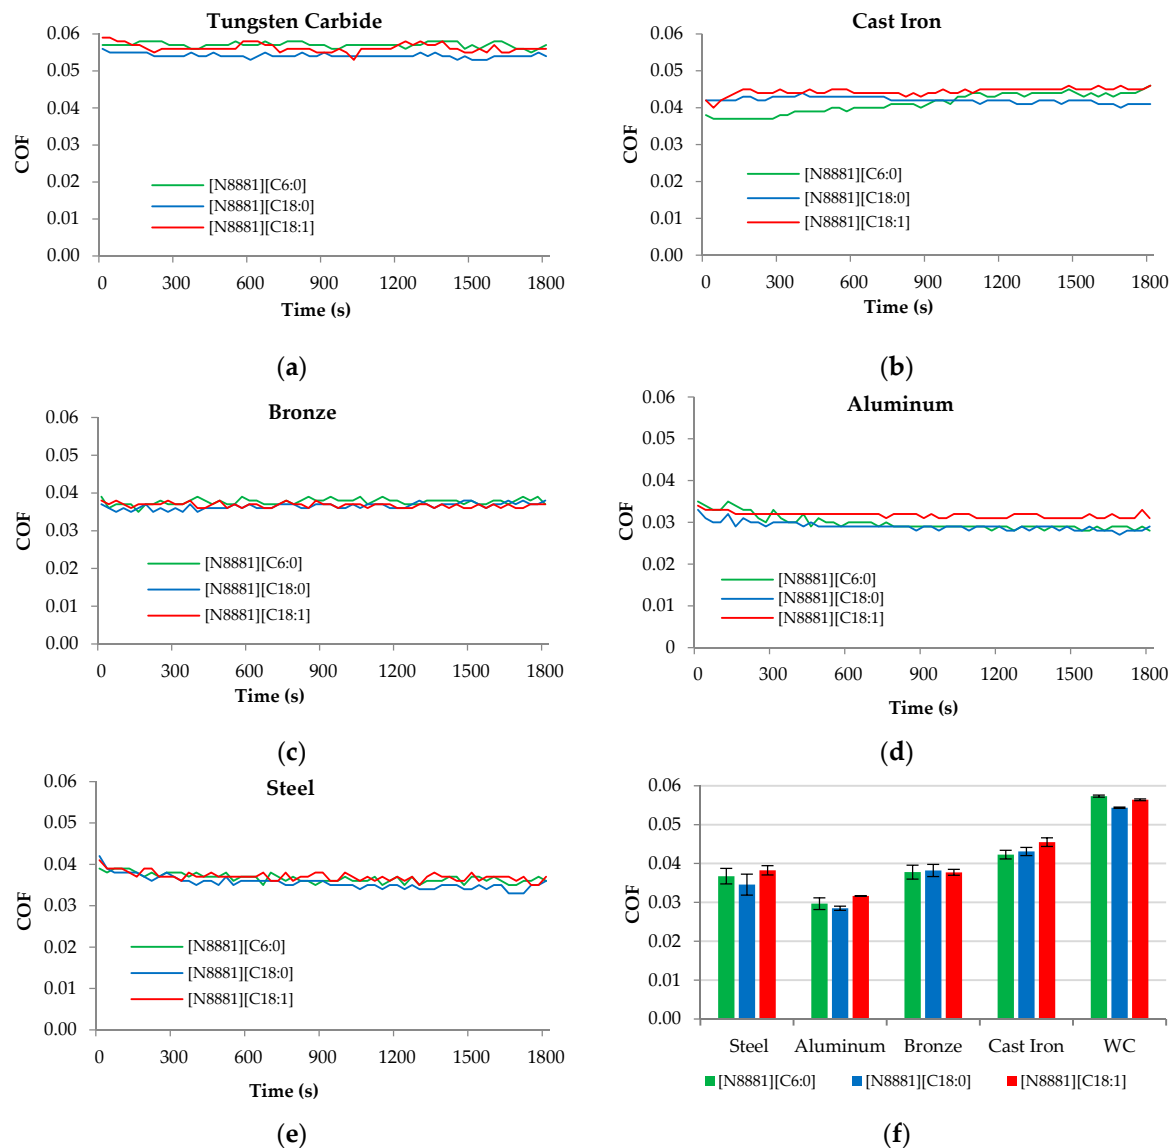 Tungsten Carbide
0.06
0.05
0.04
0.03
0.02
0.01
0.00
COF
[N8881][C6:0]
[N8881][C18:0]
[N8881][C18:1]
0 300 600 900 1200 1500 1800
Time (s)
(a)
Cast Iron
0.06
0.05
0.04
0.03
0.02
0.01
0.00
COF
[N8881][C6:0]
[N8881][C18:0]
[N8881][C18:1]
0 300 600 900 1200 1500 1800
Time (s)
(b)
Bronze
0.06
0.05
0.04
0.03
0.02
0.01
0.00
COF
[N8881][C6:0]
[N8881][C18:0]
[N8881][C18:1]
0 300 600 900 1200 1500 1800
Time (s)
(c)
Aluminum
0.06
0.05
0.04
0.03
0.02
0.01
0
COF
[N8881][C6:0]
[N8881][C18:0]
[N8881][C18:1]
0 300 600 900 1200 1500 1800
Time (s)
(d)
Steel
0.06
0.05
0.04
0.03
0.02
0.01
0.00
COF
[N8881][C6:0]
[N8881][C18:0]
[N8881][C18:1]
0 300 600 900 1200 1500 1800
Time (s)
(e)
0.06
0.05
0.04
0.03
0.02
0.01
0.00
COF
Steel Aluminum Bronze Cast Iron WC
[N8881][C6:0] [N8881][C18:0] [N8881][C18:1]
(f)